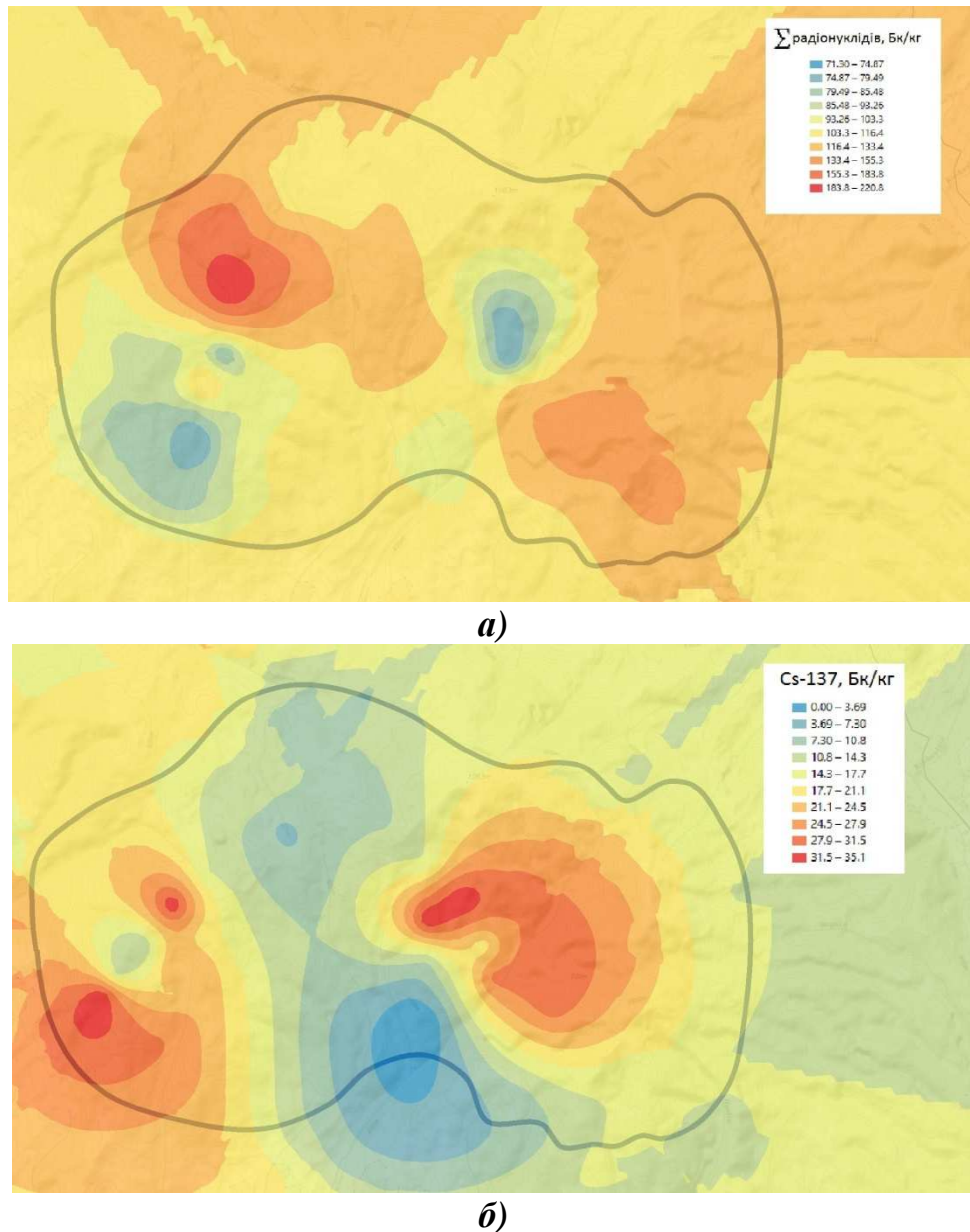 ∑радіонуклідів, Бк/кг
71.30 – 74.87
74.87 – 79.49
79.49 – 85.48
85.48 – 93.26
93.26 – 103.3
103.3 – 116.4
116.4 – 133.4
133.4 – 155.3
155.3 – 183.8
183.8 – 220.8
а)
Cs-137, Бк/кг
0.00 – 3.69
3.69 – 7.30
7.30 – 10.8
10.8 – 14.3
14.3 – 17.7
17.7 – 21.1
21.1 – 24.5
24.5 – 27.9
27.9 – 31.5
31.5 – 35.1
б)